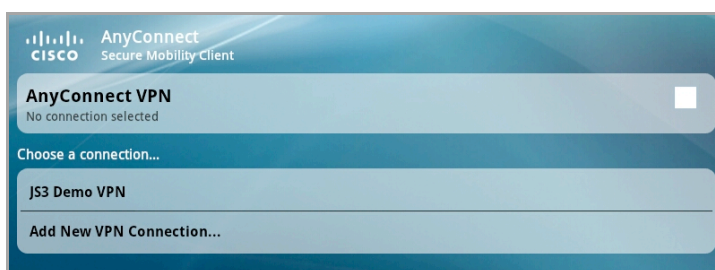 CISCO
AnyConnect
Secure Mobility Client
AnyConnect VPN
No connection selected
Choose a connection...
JS3 Demo VPN
Add New VPN Connection...